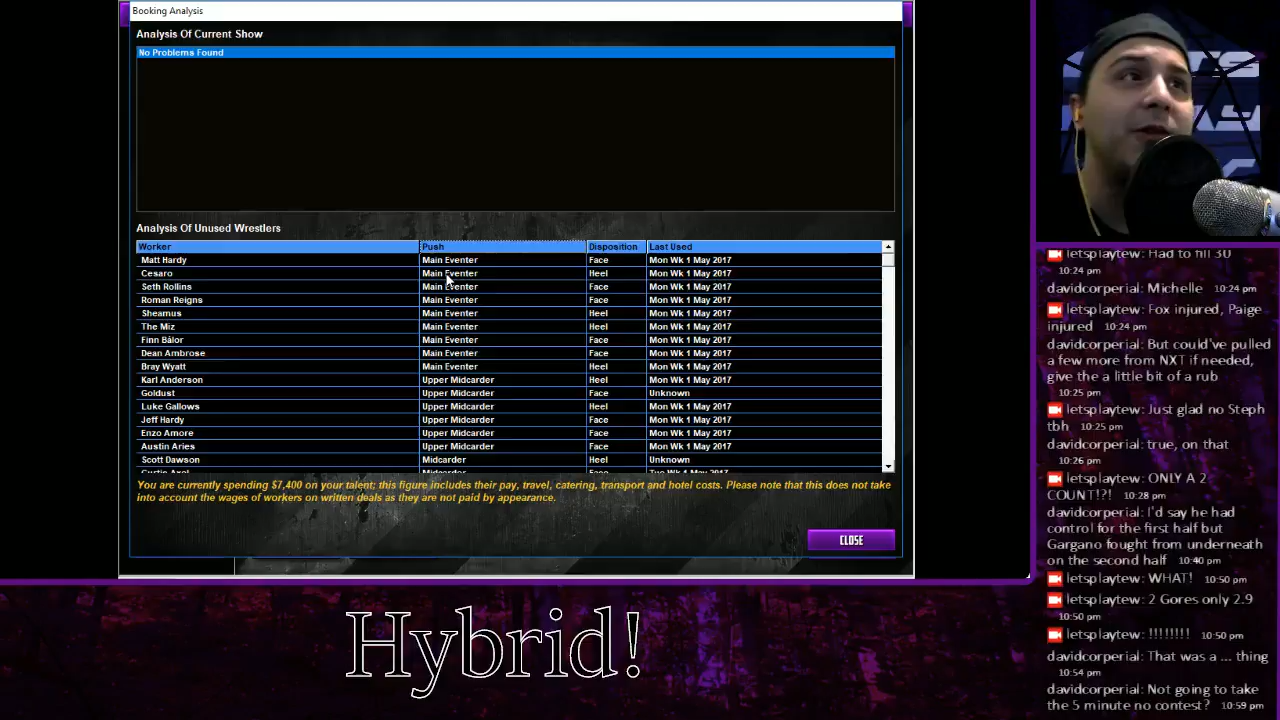 Booking Analysis
Analysis Of Current Show
No Problems Found
Analysis Of Unused Wrestlers
Worker Push Disposition Last Used
Matt Hardy Main Eventer Face Mon Wk 1 May 2017
Cesaro Main Eventer Heel Mon Wk 1 May 2017
Seth Rollins Main Eventer Face Mon Wk 1 May 2017
Roman Reigns Main Eventer Face Mon Wk 1 May 2017
Sheamus Main Eventer Heel Mon Wk 1 May 2017
The Miz Main Eventer Heel Mon Wk 1 May 2017
Finn Bálor Main Eventer Face Mon Wk 1 May 2017
Dean Ambrose Main Eventer Face Mon Wk 1 May 2017
Bray Wyatt Main Eventer Heel Mon Wk 1 May 2017
Karl Anderson Upper Midcarder Heel Mon Wk 1 May 2017
Goldust Upper Midcarder Face Unknown
Luke Gallows Upper Midcarder Heel Mon Wk 1 May 2017
Jeff Hardy Upper Midcarder Face Mon Wk 1 May 2017
Enzo Amore Upper Midcarder Face Mon Wk 1 May 2017
Austin Aries Upper Midcarder Face Mon Wk 1 May 2017
Scott Dawson Midcarder Heel Unknown
Curtis Axel Midcarder Face Tue Wk 1 May 2017
You are currently spending $7,400 on your talent; this figure includes their pay, travel, catering, transport and hotel costs. Please note that this does not
take into account the wages of workers on written deals as they are not paid by appearance.
CLOSE
Hybrid!
letsplaytew: Had to fill 30
10:24 pm
davidcorperial: Michelle 10:24 pm
letsplaytew: Fox injured, Paige
injured 10:24 pm
davidcorperial: But could've pulled
a few more from NXT if needed,
give the a little bit of a rub
10:25 pm
letsplaytew: Just glad no Steph
tbh 10:25 pm
davidcorperial: true, on that
10:26 pm
letsplaytew: ONLY A 2
COUNT!?! 10:28 pm
davidcorperial: I'd say he had
control for the first half but
Gargano fought from underneath
on the second half 10:40 pm
letsplaytew: WHAT! 10:50 pm
letsplaytew: 2 Gores only 2.9
10:50 pm
letsplaytew: !!!!!!!! 10:50 pm
davidcorperial: That was a ... thing
10:54 pm
davidcorperial: Not going to take
the 5 minute no contest? 10:59 pm